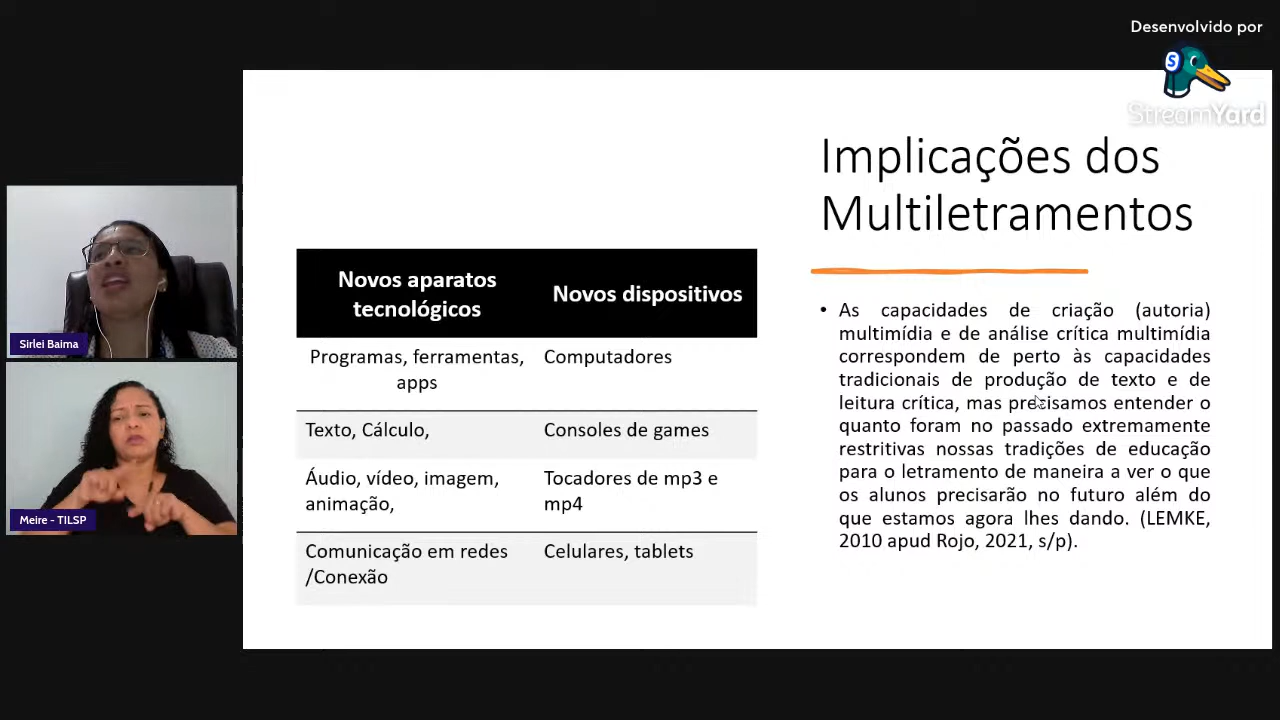 Desenvolvido por
StreamYard
Implicações dos
Multiletramentos
Novos aparatos
tecnológicos
Novos dispositivos
Programas, ferramentas,
apps
Computadores
Texto, Cálculo,
Consoles de games
Áudio, vídeo, imagem,
animação,
Tocadores de mp3 e
mp4
Comunicação em redes
/Conexão
Celulares, tablets
• As capacidades de criação (autoria)
multimídia e de análise crítica multimídia
correspondem de perto às capacidades
tradicionais de produção de texto e de
leitura crítica, mas precisamos entender o
quanto foram no passado extremamente
restritivas nossas tradições de educação
para o letramento de maneira a ver o que
os alunos precisarão no futuro além do
que estamos agora lhes dando. (LEMKE,
2010 apud Rojo, 2021, s/p).
Sirlei Baima
Meire - TILSP